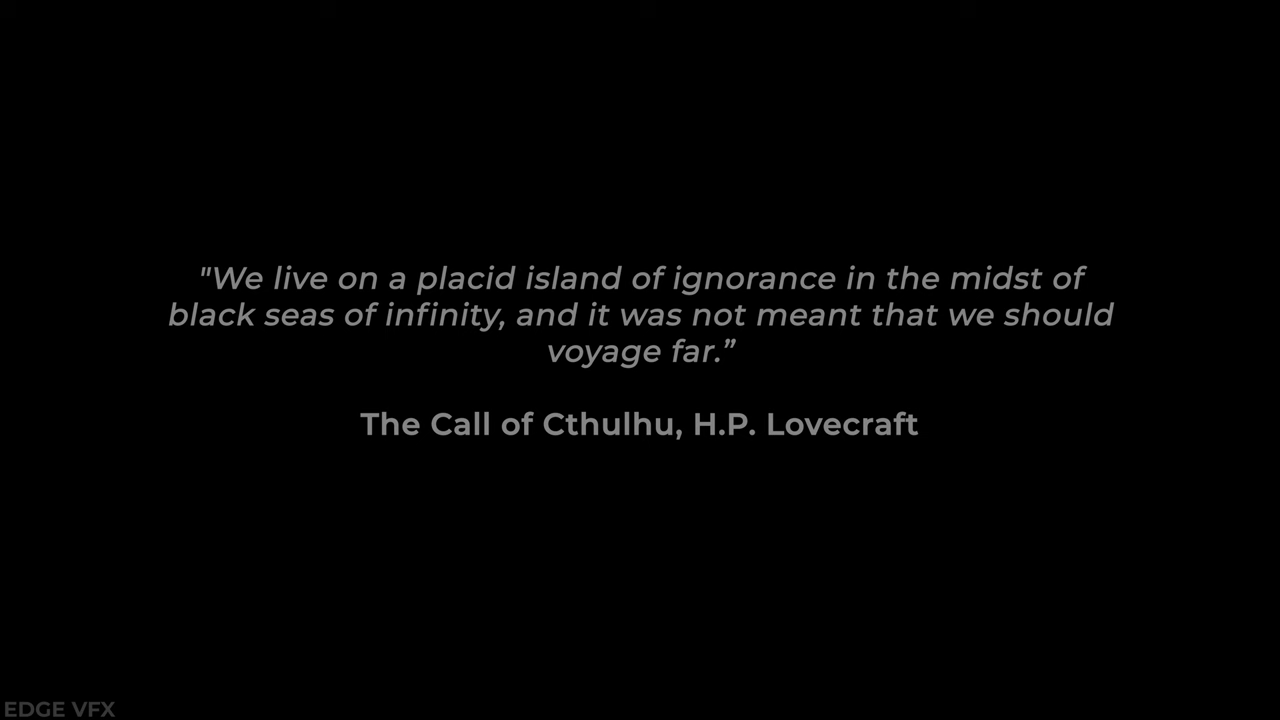 "We live on a placid island of ignorance in the midst of
black seas of infinity, and it was not meant that we should
voyage far.”
The Call of Cthulhu, H.P. Lovecraft
EDGE VFX